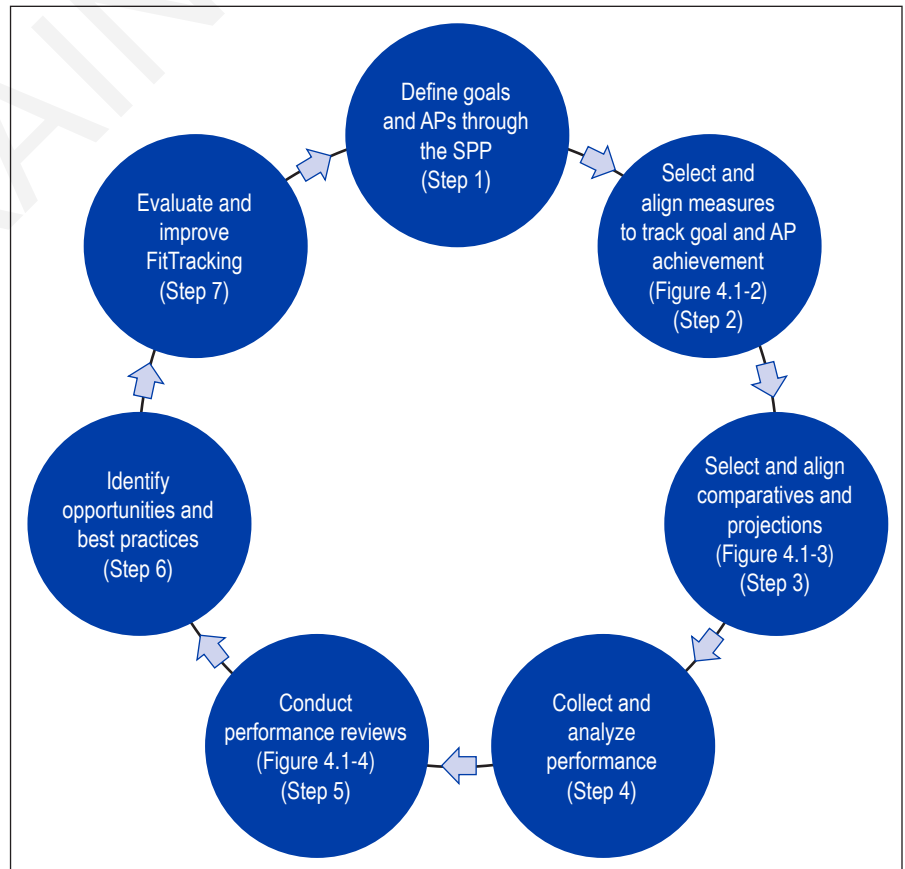 Define goals
and APs through
the SPP
(Step 1)
Select and
align measures
to track goal and AP
achievement
(Figure 4.1-2)
(Step 2)
Select and align
comparatives and
projections
(Figure 4.1-3)
(Step 3)
Collect and
analyze
performance
(Step 4)
Conduct
performance reviews
(Figure 4.1-4)
(Step 5)
Identify
opportunities and
best practices
(Step 6)
Evaluate and
improve
FitTracking
(Step 7)